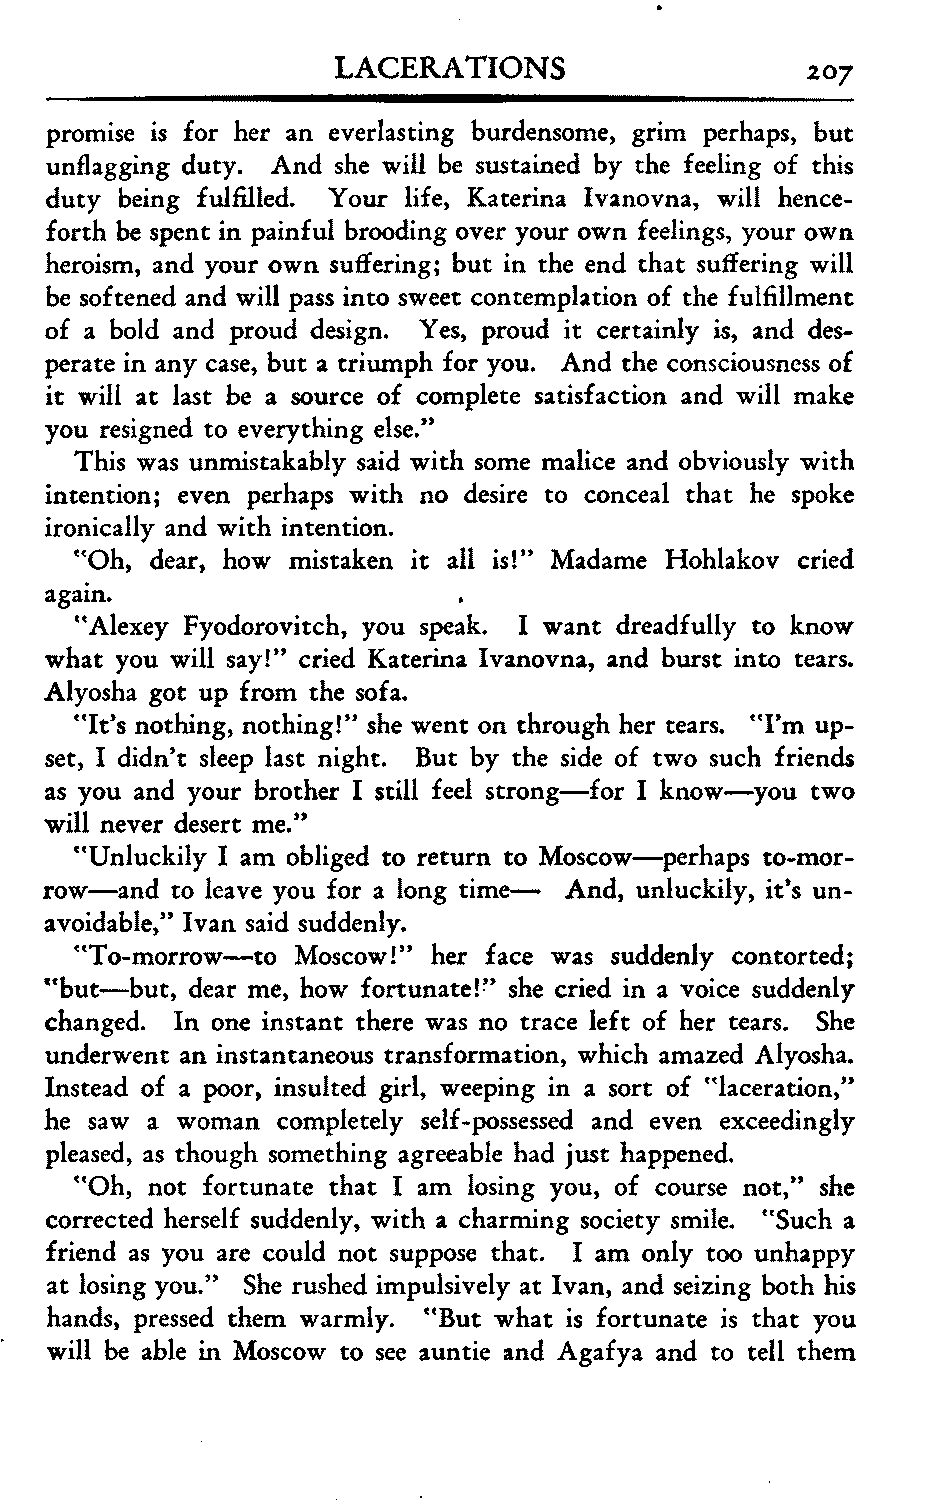 LACERATIONS 207
promise is for her an everlasting burdensome, grim perhaps, but
unflagging duty. And she will be sustained by the feeling of this
duty being fulfilled. Your life, Katerina Ivanovna, will hence-
forth be spent in painful brooding over your own feelings, your own
heroism, and your own suffering; but in the end that suffering will
be softened and will pass into sweet contemplation of the fulfillment
of a bold and proud design. Yes, proud it certainly is, and des-
perate in any case, but a triumph for you. And the consciousness of
it will at last be a source of complete satisfaction and will make
you resigned to everything else."
This was unmistakably said with some malice and obviously with
intention; even perhaps with no desire to conceal that he spoke
ironically and with intention.
"Oh, dear, how mistaken it all is!" Madame Hohlakov cried
again.
"Alexey Fyodorovitch, you speak. I want dreadfully to know
what you will say!" cried Katerina Ivanovna, and burst into tears.
Alyosha got up from the sofa.
"It's nothing, nothing!" she went on through her tears. "I'm up-
set, I didn't sleep last night. But by the side of two such friends
as you and your brother I still feel strong—for I know—you two
will never desert me."
"Unluckily I am obliged to return to Moscow—perhaps to-mor-
row—and to leave you for a long time— And, unluckily, it's un-
avoidable," Ivan said suddenly.
"To-morrow—to Moscow!" her face was suddenly contorted;
"but—but, dear me, how fortunate!" she cried in a voice suddenly
changed. In one instant there was no trace left of her tears. She
underwent an instantaneous transformation, which amazed Alyosha.
Instead of a poor, insulted girl, weeping in a sort of "laceration,"
he saw a woman completely self-possessed and even exceedingly
pleased, as though something agreeable had just happened.
"Oh, not fortunate that I am losing you, of course not," she
corrected herself suddenly, with a charming society smile. "Such a
friend as you are could not suppose that. I am only too unhappy
at losing you." She rushed impulsively at Ivan, and seizing both his
hands, pressed them warmly. "But what is fortunate is that you
will be able in Moscow to see auntie and Agafya and to tell them